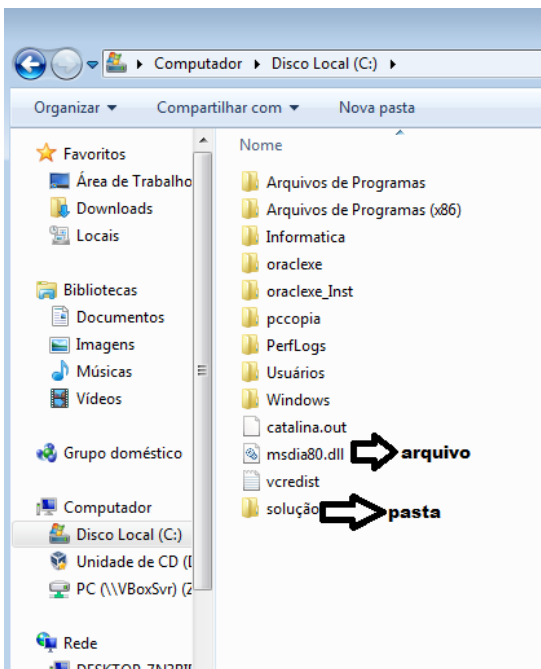 Computador ▸ Disco Local (C:) ▸
Organizar Compartilhar com Nova pasta
Favoritos
Área de Trabalho
Downloads
Locais
Bibliotecas
Documentos
Imagens
Músicas
Vídeos
Grupo doméstico
Computador
Disco Local (C:)
Unidade de CD (
PC (\\VBoxSvr) (Z
Rede
Nome
Arquivos de Programas
Arquivos de Programas (x86)
Informatica
oraclexe
oraclexe_Inst
pccopia
PerfLogs
Usuários
Windows
catalina.out
msdia80.dll arquivo
vcredist
solução pasta